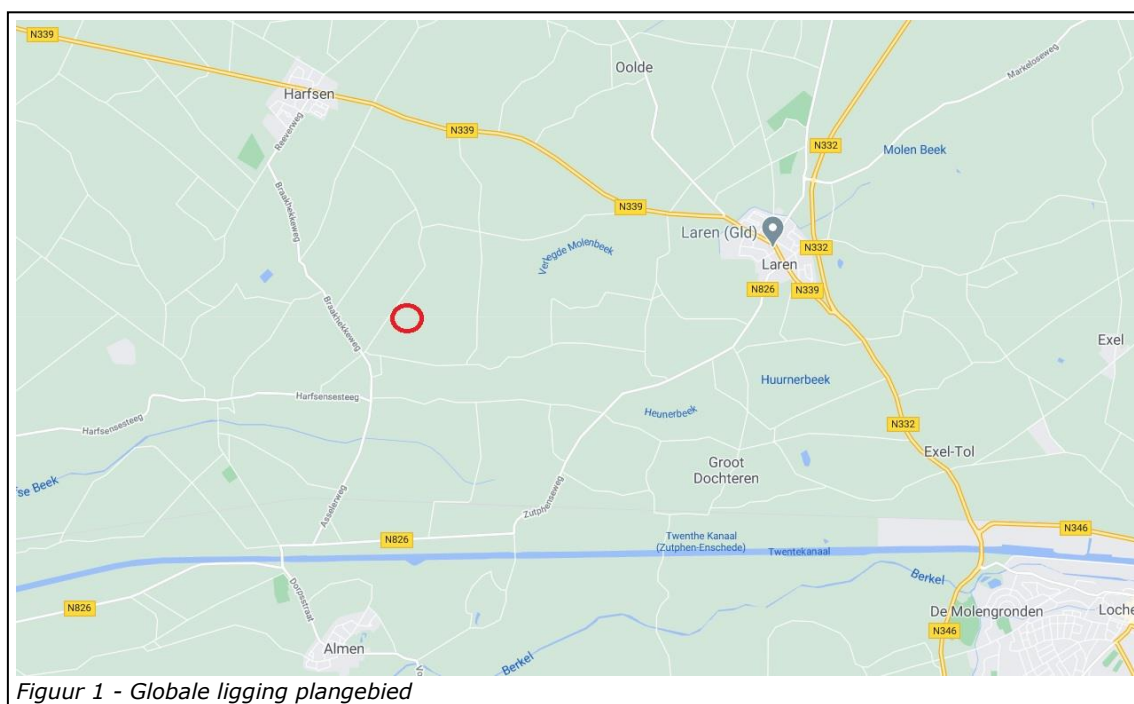 N339
Oolde
Markeloseweg
Harfsen
Reeverweg
N339
N332
Molen Beek
Braakhekkeweg
N339
Laren (Gld)
Verlegde Molenbeek
N332
Laren
N826
N339
Braakhekkeweg
Exel
Huurnerbeek
Harfsensesteeg
Heunerbeek
Harfsensesteeg
N332
Exel-Tol
Groot
Dochteren
fse Beek
Asselerweg
Zutphenseweg
N346
N826
Twenthe Kanaal
(Zutphen-Enschede)
Twentekanaal
Berkel
N826
Dorpsstraat
De Molengronden
Loche
N346
Almen
Berkel
Vo
Figuur 1 - Globale ligging plangebied